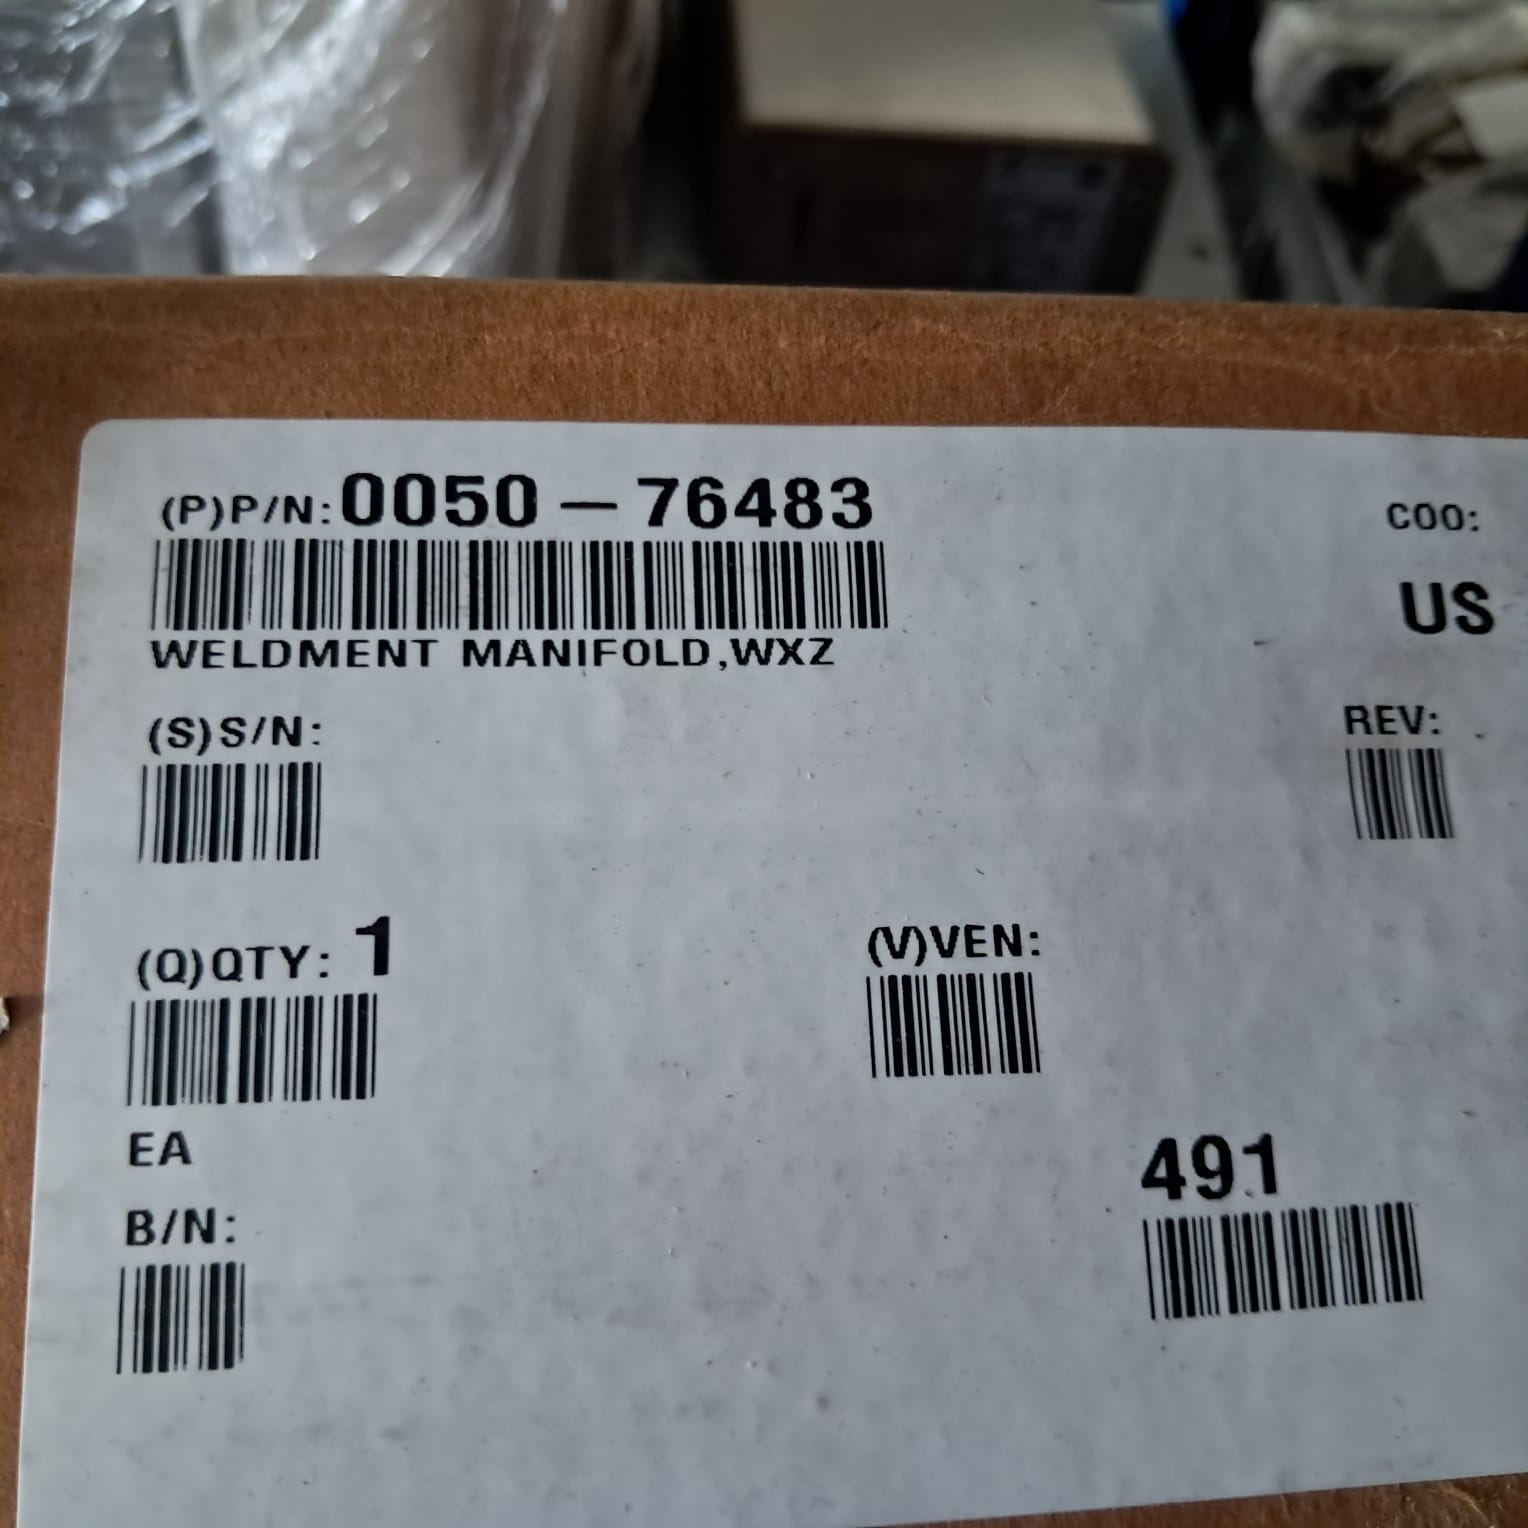 (P)P/N: 0050-76483
COO:
US
WELDMENT MANIFOLD,WXZ
(S)S/N:
REV:
(Q)QTY: 1
(V)VEN:
EA
491
B/N: